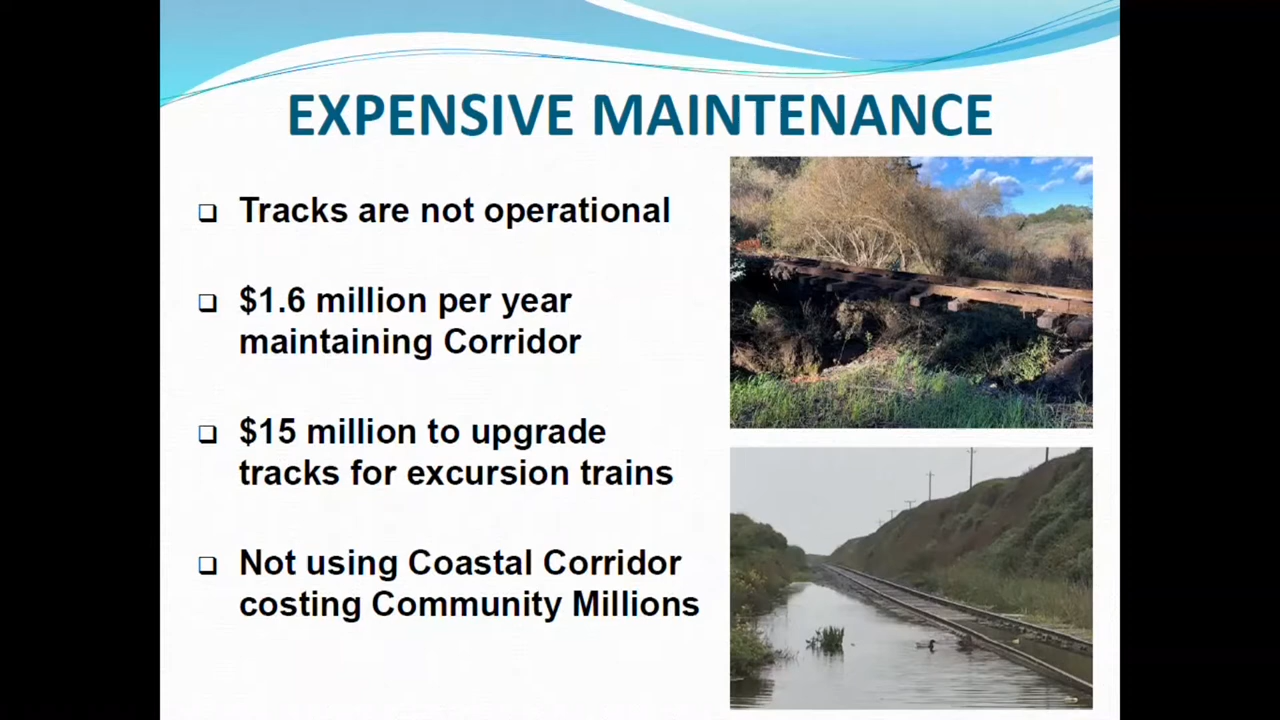 EXPENSIVE MAINTENANCE
Tracks are not operational
$1.6 million per year
maintaining Corridor
$15 million to upgrade
tracks for excursion trains
Not using Coastal Corridor
costing Community Millions